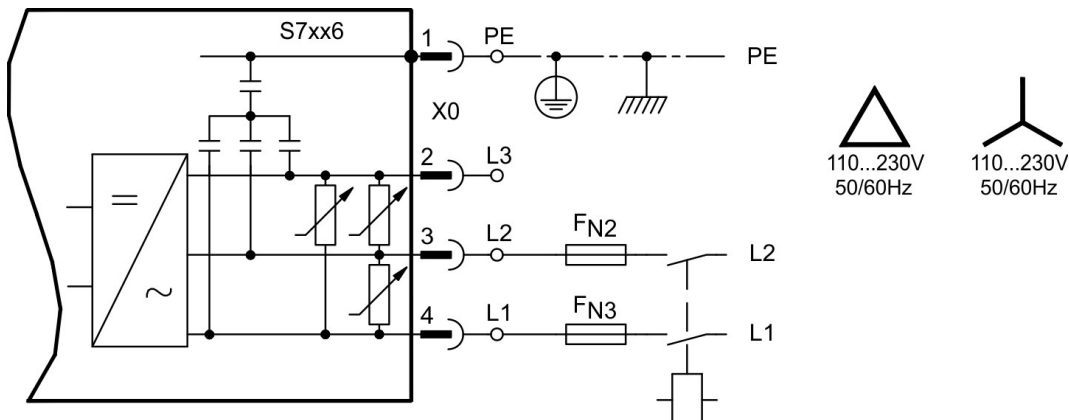 S7xx6
1
PE
PE
X0
2
L3
3
L2
FN2
L2
4
L1
FN3
L1
=
~
110...230V
50/60Hz
110...230V
50/60Hz